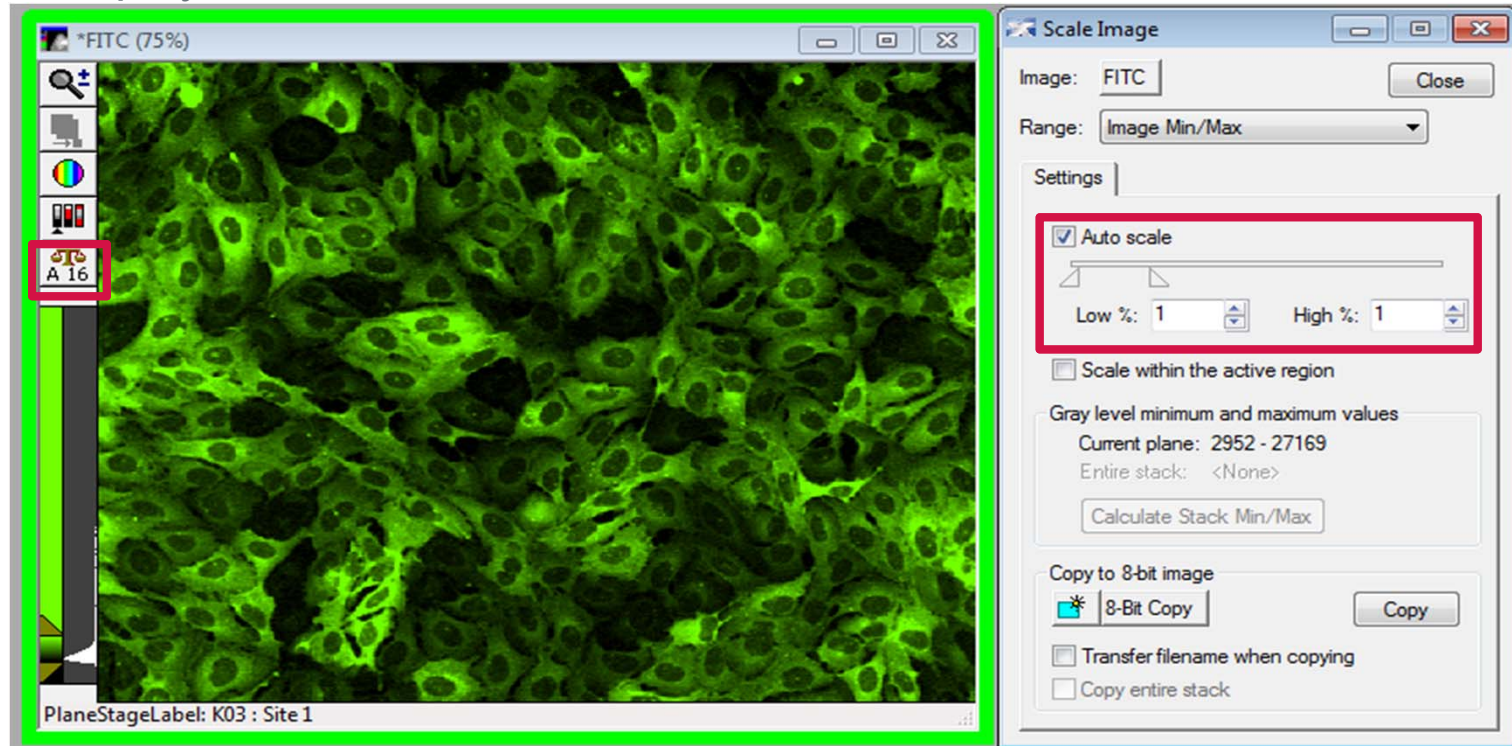 *FITC (75%)
A 16
PlaneStageLabel: K03 : Site 1
Scale Image
Image: FITC Close
Range: Image Min/Max
Settings
Auto scale
Low %: 1 High %: 1
Scale within the active region
Gray level minimum and maximum values
Current plane: 2952 - 27169
Entire stack: <None>
Calculate Stack Min/Max
Copy to 8-bit image
8-Bit Copy Copy
Transfer filename when copying
Copy entire stack